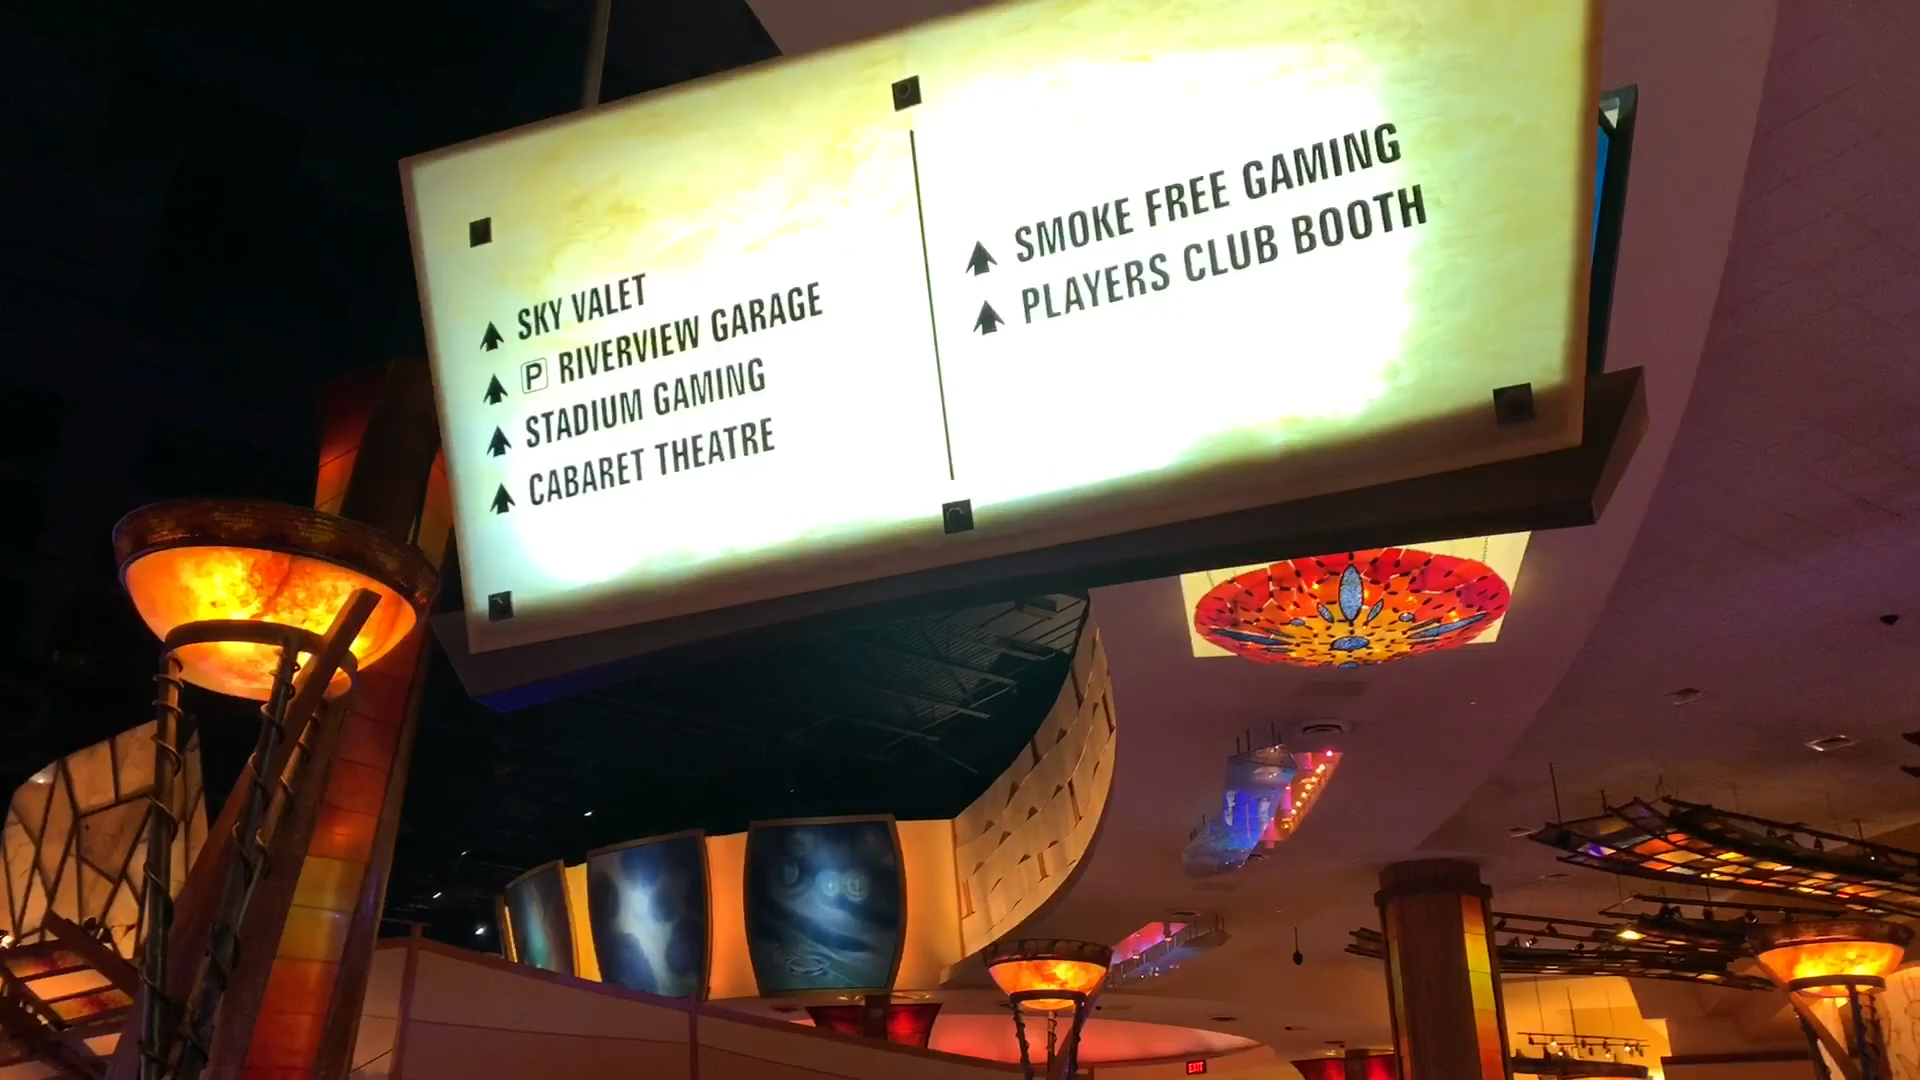 SKY VALET
P RIVERVIEW GARAGE
STADIUM GAMING
CABARET THEATRE
SMOKE FREE GAMING
PLAYERS CLUB BOOTH
EXIT